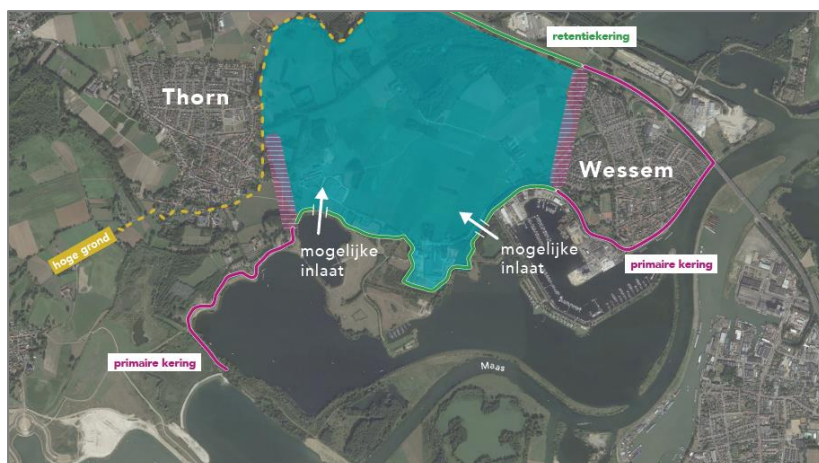 retentiekering
Thorn
Wessem
mogelijke
inlaat
mogelijke
inlaat
hoge grond
primaire kering
primaire kering
Maas